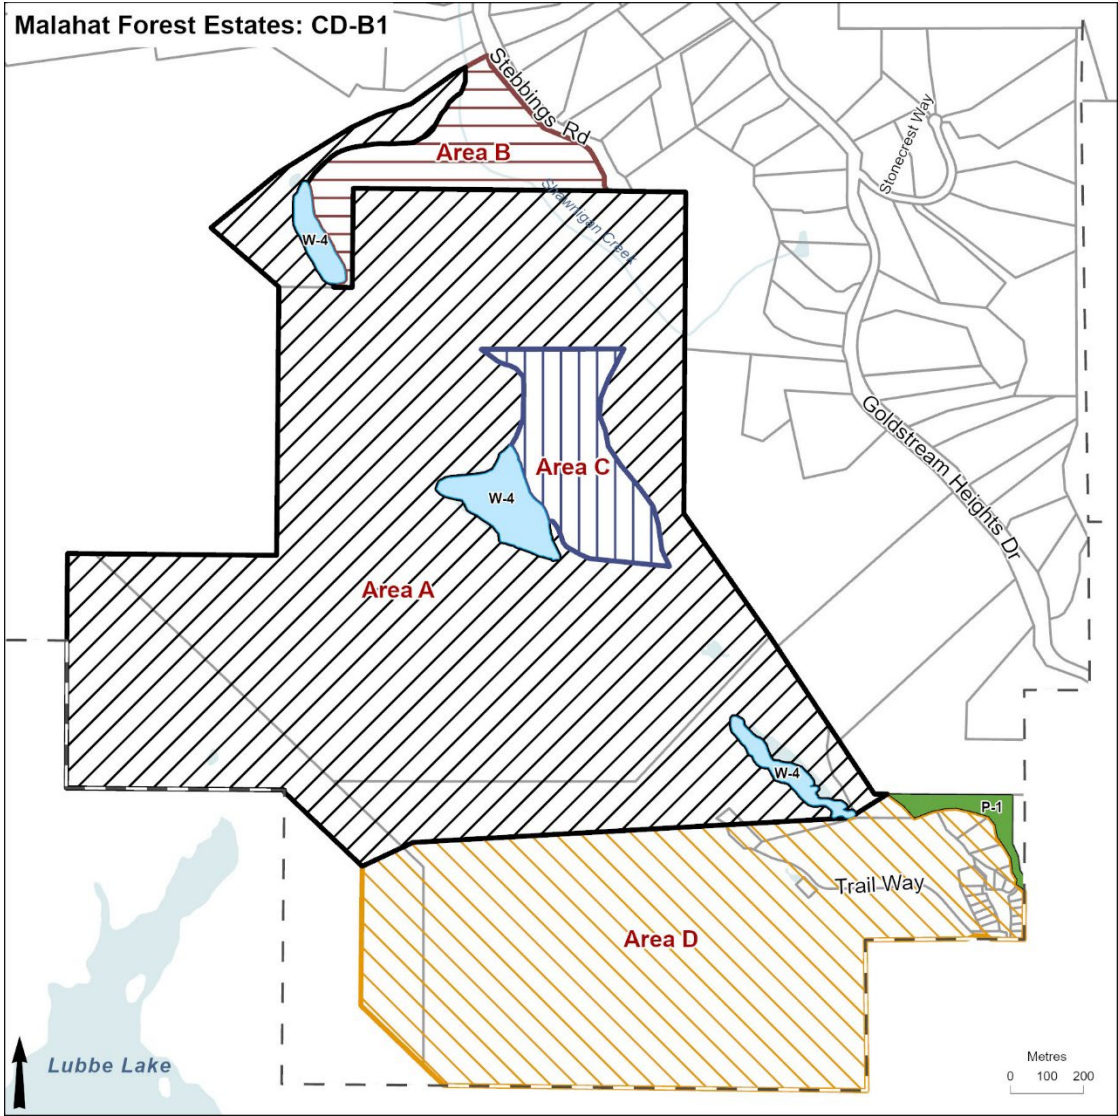 Malahat Forest Estates: CD-B1
Stebbings Rd
Stonecrest Way
Area B
Shawnigan Creek
W-4
Goldstream Heights Dr
Area C
W-4
Area A
W-4
P-1
Trail Way
Area D
Lubbe Lake
Metres
0 100 200